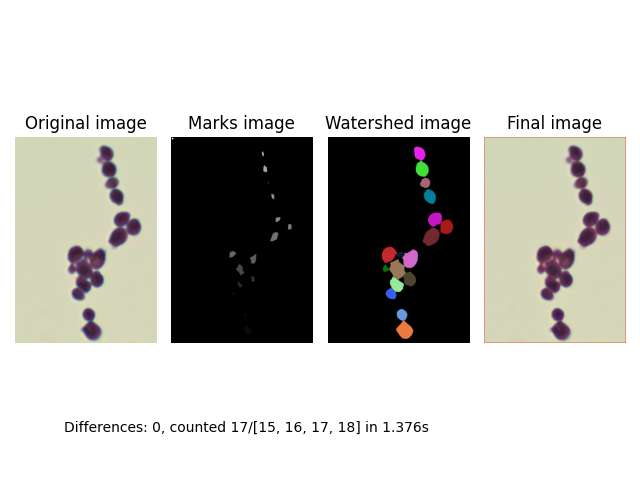 Original image
Marks image
Watershed image
Final image
Differences: 0, counted 17/[15, 16, 17, 18] in 1.376s